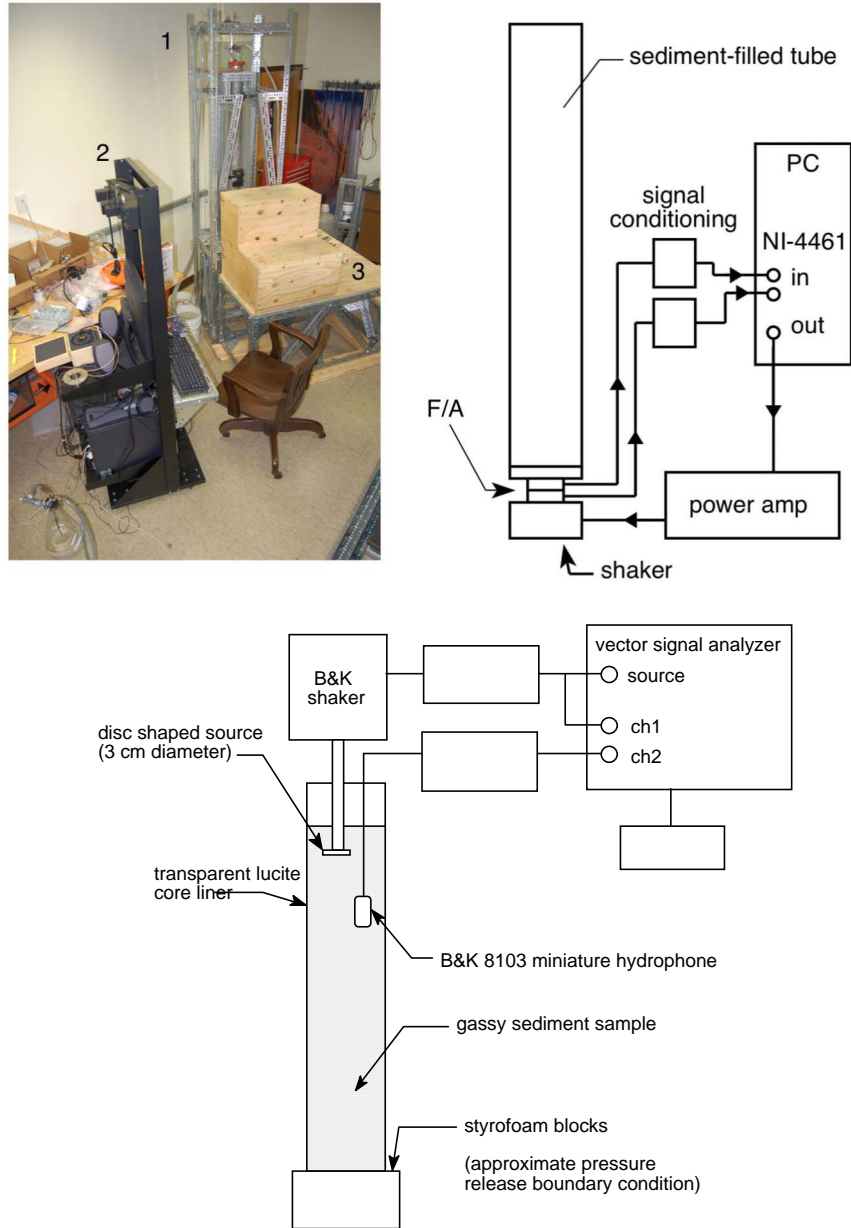 1
2
3
sediment-filled tube
PC
signal
conditioning
NI-4461
in
out
F/A
power amp
shaker
vector signal analyzer
B&K
shaker
source
disc shaped source
(3 cm diameter)
ch1
ch2
transparent lucite
core liner
B&K 8103 miniature hydrophone
gassy sediment sample
styrofoam blocks
(approximate pressure
release boundary condition)